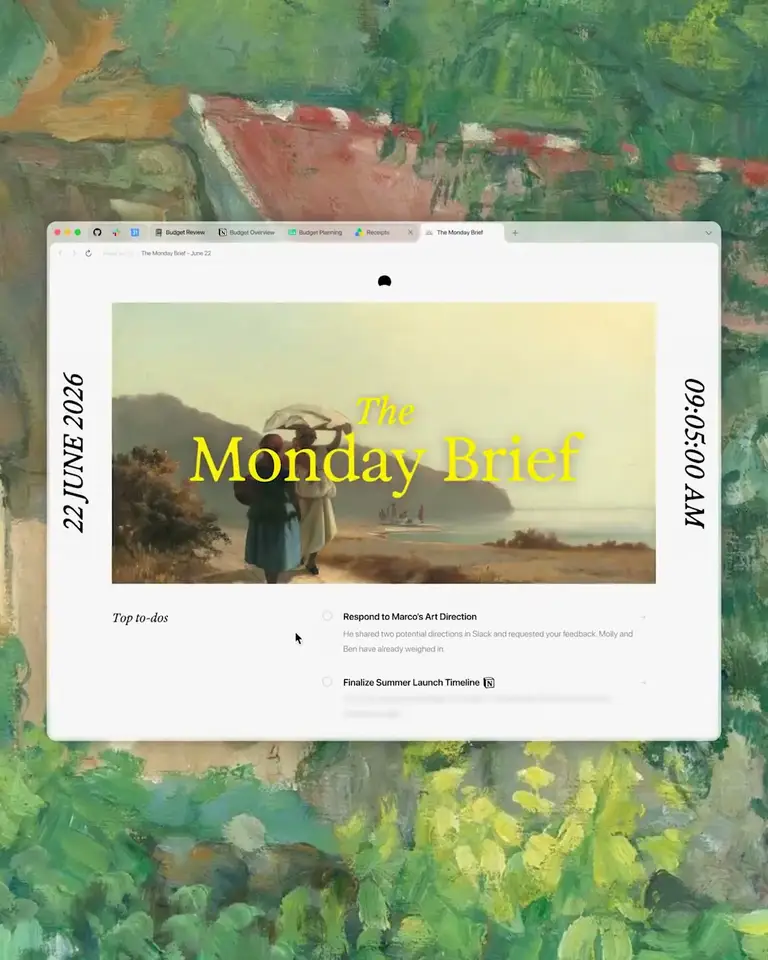 Budget Review
Budget Overview
Budget Planning
Receipts
The Monday Brief
The Monday Brief - June 22
22 JUNE 2026
The
Monday Brief
09:05:00 AM
Top to-dos
Respond to Marco's Art Direction
He shared two potential directions in Slack and requested your feedback. Molly and
Ben have already weighed in.
Finalize Summer Launch Timeline